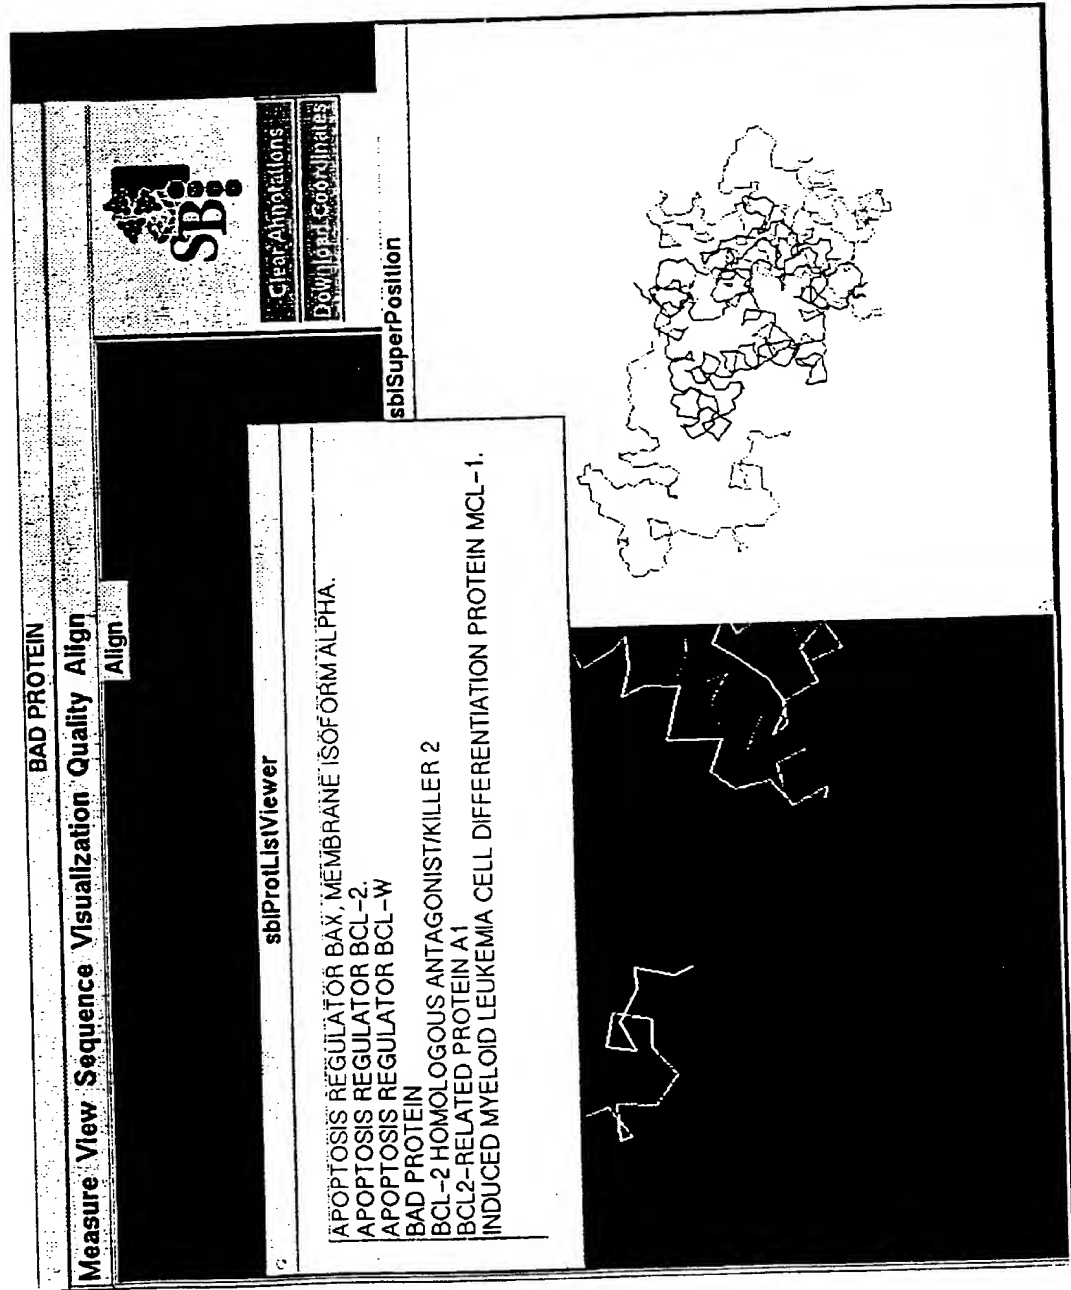 BAD PROTEIN
Measure View Sequence Visualization Quality Align
Align
SBI
Clear Annotations
Download Coordinates
sblProtListViewer
APOPTOSIS REGULATOR BAX, MEMBRANE ISOFORM ALPHA.
APOPTOSIS REGULATOR BCL-2.
APOPTOSIS REGULATOR BCL-W
BAD PROTEIN
BCL-2 HOMOLOGOUS ANTAGONIST/KILLER 2
BCL2-RELATED PROTEIN A1
INDUCED MYELOID LEUKEMIA CELL DIFFERENTIATION PROTEIN MCL-1.
sblSuperPosition